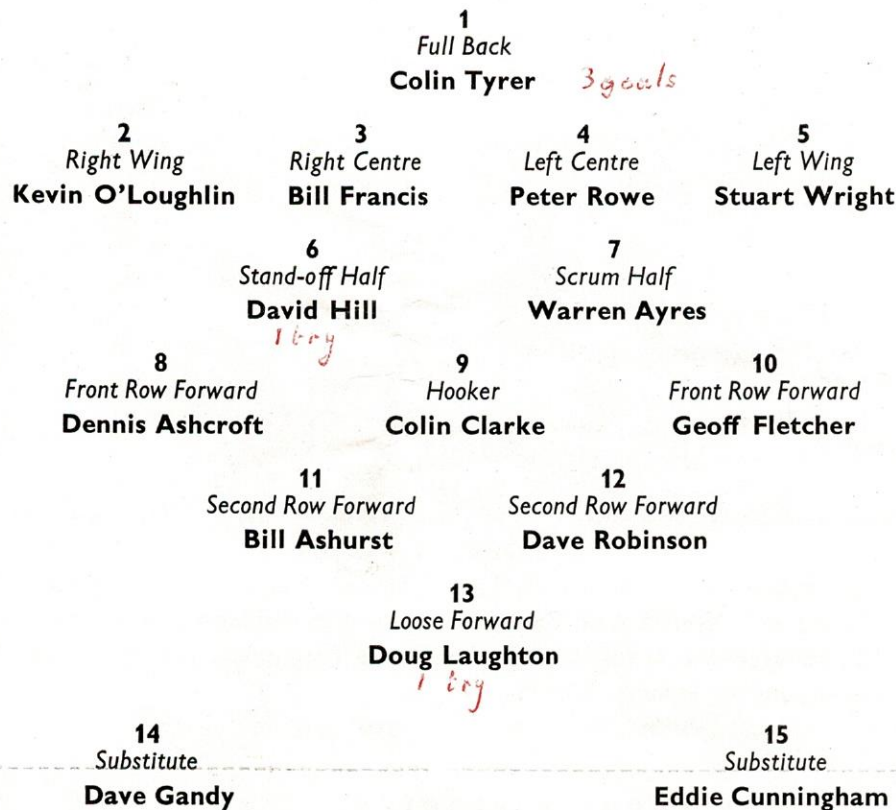 1
Full Back
Colin Tyrer 3 goals
2 3 4 5
Right Wing Right Centre Left Centre Left Wing
Kevin O'Loughlin Bill Francis Peter Rowe Stuart Wright
6 7
Stand-off Half Scrum Half
David Hill Warren Ayres
1 try
8 9 10
Front Row Forward Hooker Front Row Forward
Dennis Ashcroft Colin Clarke Geoff Fletcher
11 12
Second Row Forward Second Row Forward
Bill Ashurst Dave Robinson
13
Loose Forward
Doug Laughton
1 try
14 15
Substitute Substitute
Dave Gandy Eddie Cunningham